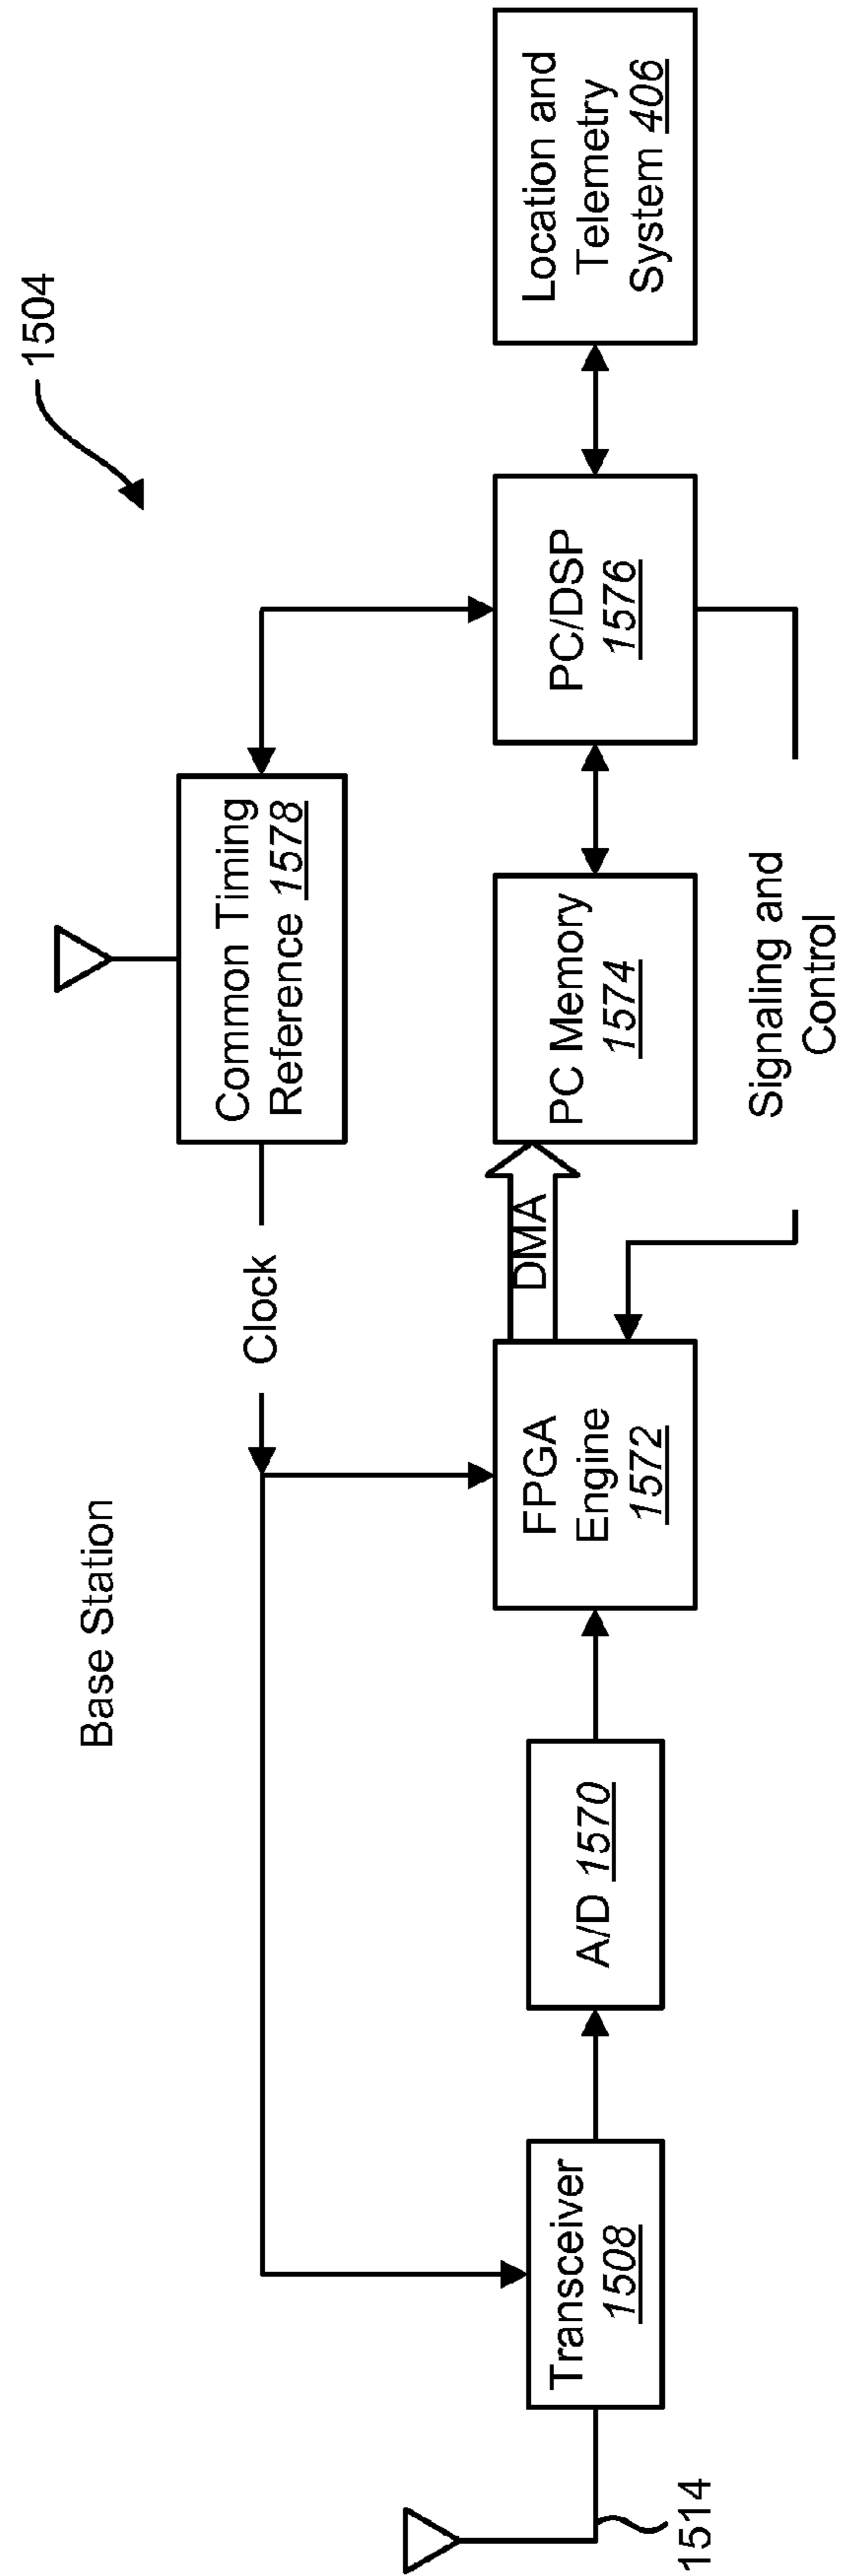 Base Station
1504
Common Timing
Reference 1578
Clock
Transceiver
1508
A/D 1570
FPGA
Engine
1572
DMA
PC Memory
1574
PC/DSP
1576
Location and
Telemetry
System 406
Signaling and
Control
1514